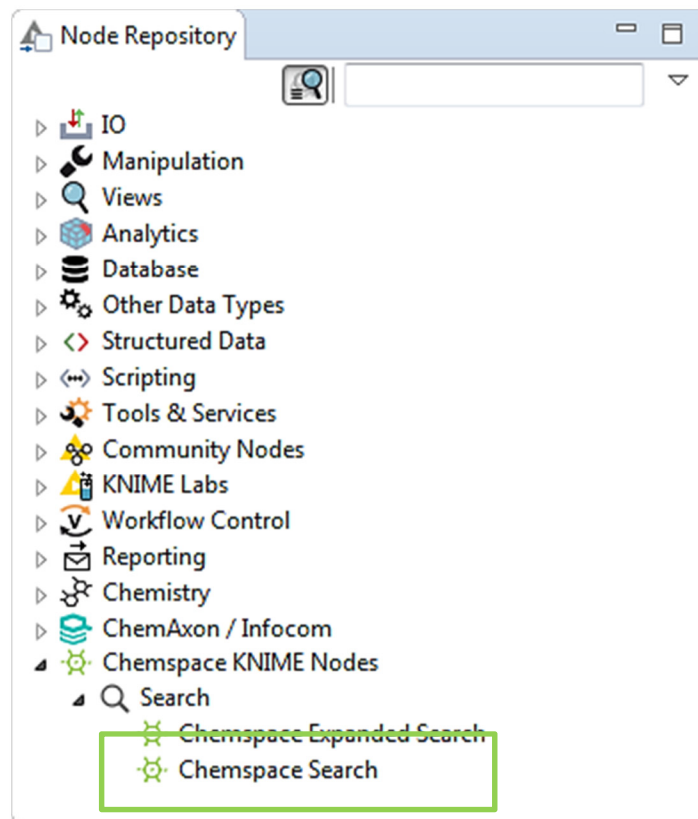 Node Repository
IO
Manipulation
Views
Analytics
Database
Other Data Types
Structured Data
Scripting
Tools & Services
Community Nodes
KNIME Labs
Workflow Control
Reporting
Chemistry
ChemAxon / Infocom
Chemspace KNIME Nodes
Search
Chemspace Expanded Search
Chemspace Search